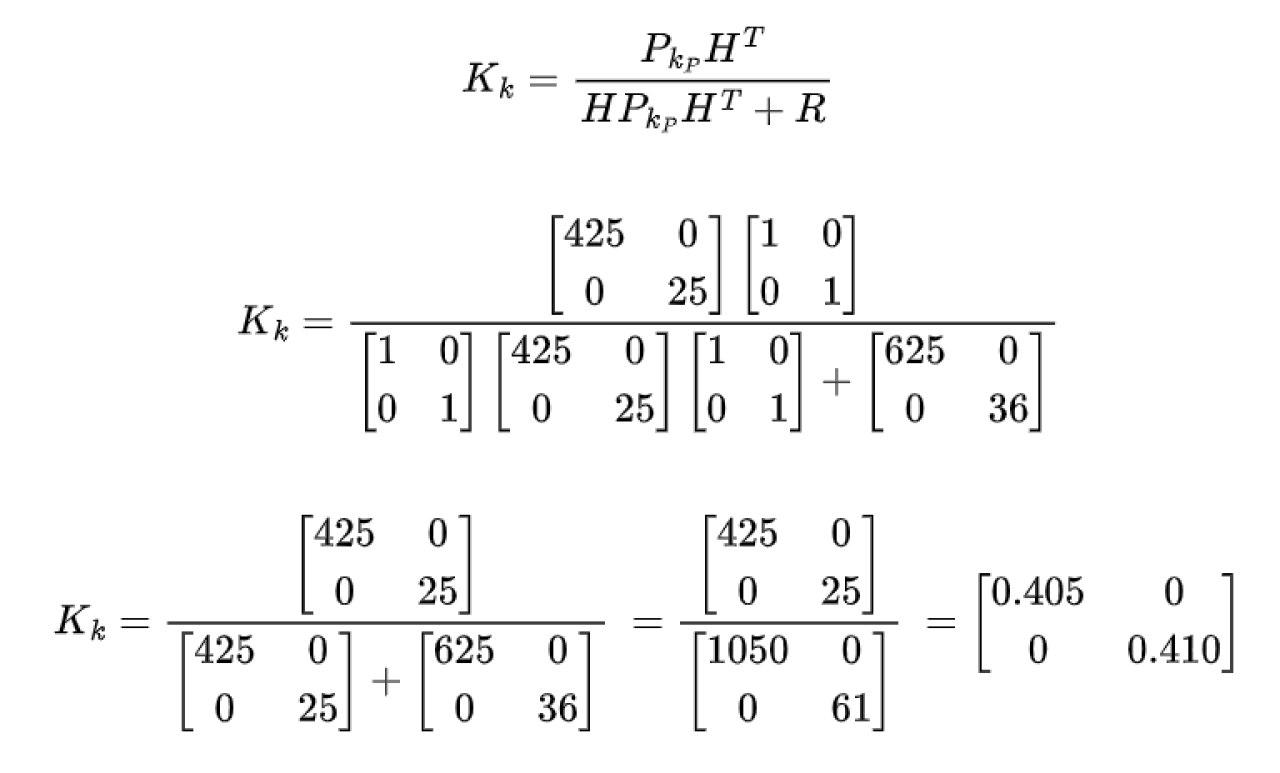 K_k = \frac{P_{k_P} H^T}{H P_{k_P} H^T + R}
K_k = \frac{\begin{bmatrix} 425 & 0 \\ 0 & 25 \end{bmatrix} \begin{bmatrix} 1 & 0 \\ 0 & 1 \end{bmatrix}}{\begin{bmatrix} 1 & 0 \\ 0 & 1 \end{bmatrix} \begin{bmatrix} 425 & 0 \\ 0 & 25 \end{bmatrix} \begin{bmatrix} 1 & 0 \\ 0 & 1 \end{bmatrix} + \begin{bmatrix} 625 & 0 \\ 0 & 36 \end{bmatrix}}
K_k = \frac{\begin{bmatrix} 425 & 0 \\ 0 & 25 \end{bmatrix}}{\begin{bmatrix} 425 & 0 \\ 0 & 25 \end{bmatrix} + \begin{bmatrix} 625 & 0 \\ 0 & 36 \end{bmatrix}} = \frac{\begin{bmatrix} 425 & 0 \\ 0 & 25 \end{bmatrix}}{\begin{bmatrix} 1050 & 0 \\ 0 & 61 \end{bmatrix}} = \begin{bmatrix} 0.405 & 0 \\ 0 & 0.410 \end{bmatrix}